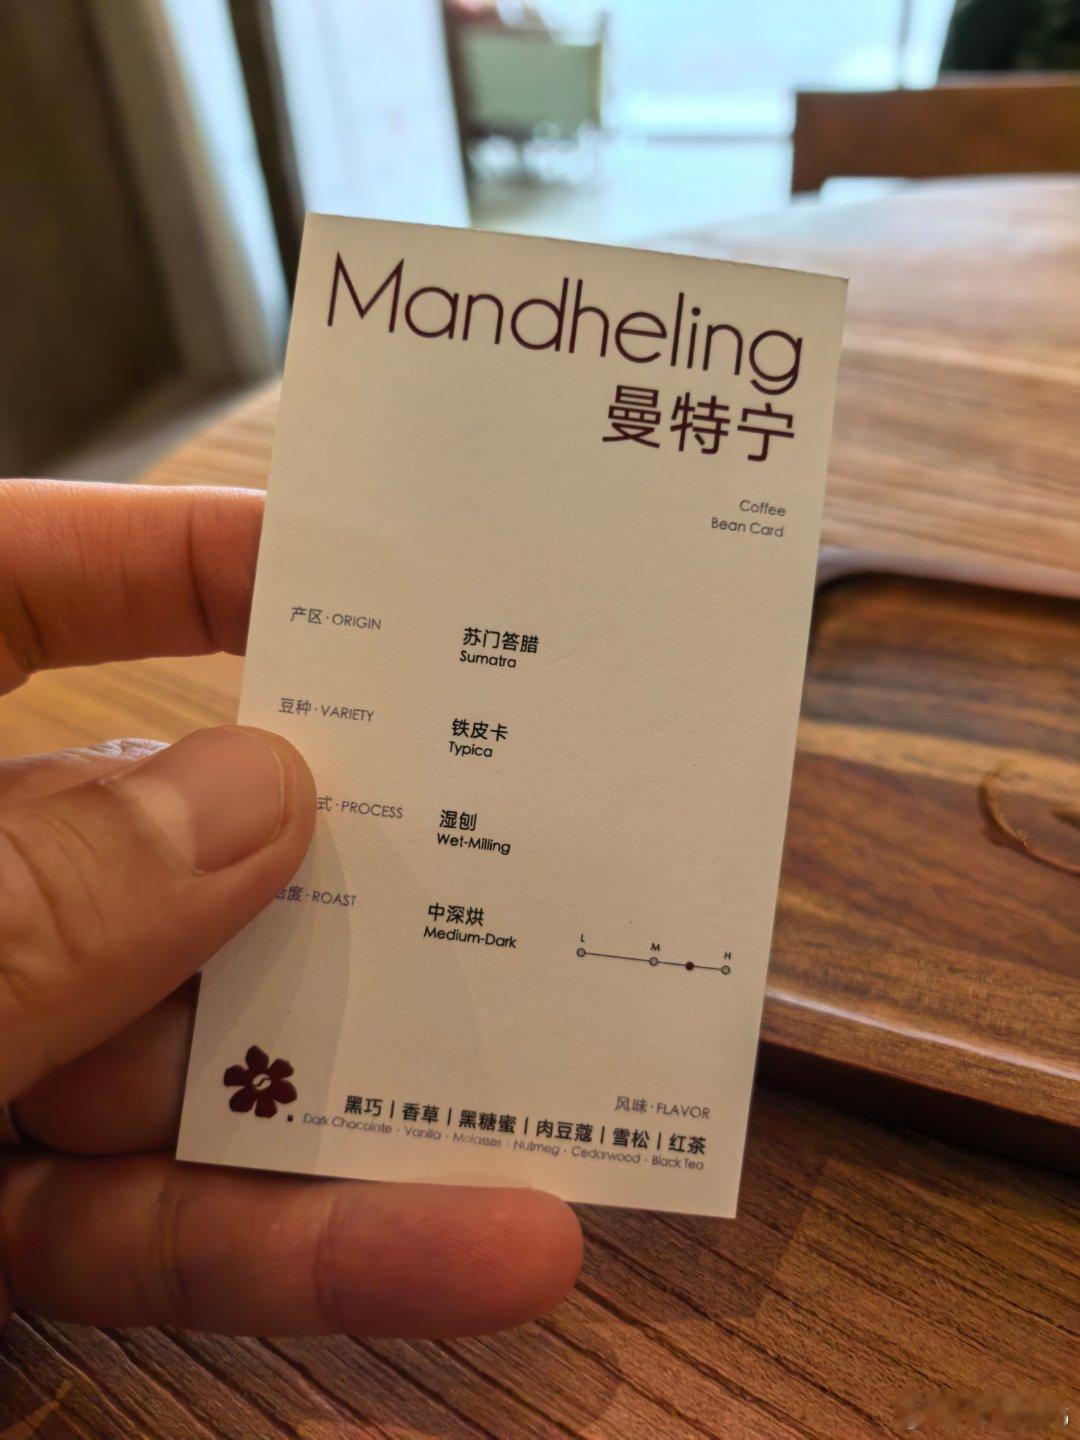 Mandheling
曼特宁
Coffee
Bean Card
产区·ORIGIN
苏门答腊
Sumatra
豆种·VARIETY
铁皮卡
Typica
式·PROCESS
湿刨
Wet-Milling
度·ROAST
中深烘
Medium-Dark
L M H
风味·FLAVOR
黑巧 | 香草 | 黑糖蜜 | 肉豆蔻 | 雪松 | 红茶
Dark Chocolate · Vanilla · Molasses · Nutmeg · Cedarwood · Black Tea